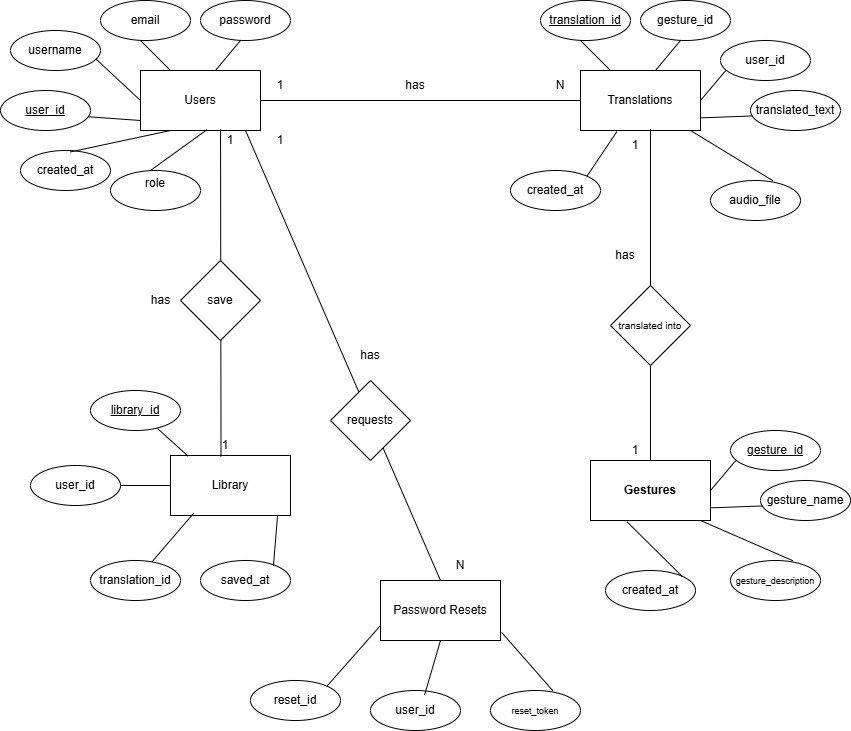 email
password
username
Users
user_id
created_at
role
1
has
N
translation_id
gesture_id
user_id
Translations
translated_text
created_at
audio_file
1
1
1
has
save
has
translated into
has
requests
library_id
1
user_id
Library
translation_id
saved_at
1
gesture_id
Gestures
gesture_name
created_at
gesture_description
N
Password Resets
reset_id
user_id
reset_token